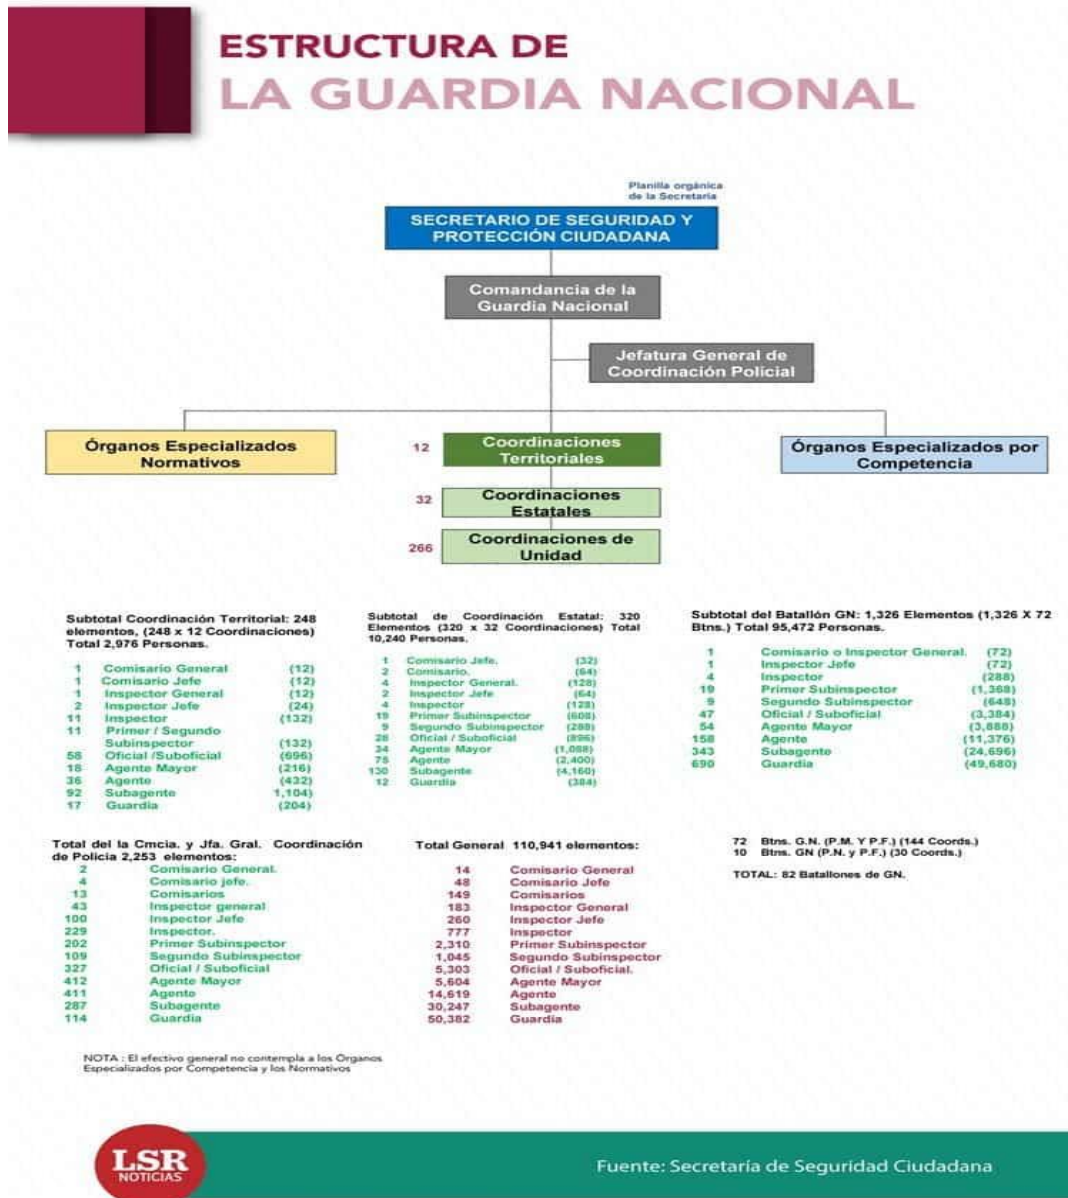 ESTRUCTURA DE
LA GUARDIA NACIONAL
Planilla orgánica
de la Secretaría
SECRETARIO DE SEGURIDAD Y
PROTECCIÓN CIUDADANA
Comandancia de la
Guardia Nacional
Jefatura General de
Coordinación Policial
Órganos Especializados
Normativos
12 Coordinaciones
Territoriales
Órganos Especializados por
Competencia
32 Coordinaciones
Estatales
266 Coordinaciones de
Unidad
Subtotal Coordinación Territorial: 248
elementos, (248 x 12 Coordinaciones)
Total 2,976 Personas.
1 Comisario General (12)
1 Comisario Jefe (12)
1 Inspector General (12)
2 Inspector Jefe (24)
11 Inspector (132)
11 Primer / Segundo
Subinspector (132)
58 Oficial /Suboficial (696)
18 Agente Mayor (216)
36 Agente (432)
92 Subagente 1,104)
17 Guardia (204)
Subtotal de Coordinación Estatal: 320
Elementos (320 x 32 Coordinaciones) Total
10,240 Personas.
1 Comisario Jefe. (32)
2 Comisario. (64)
4 Inspector General. (128)
2 Inspector Jefe (64)
4 Inspector (128)
19 Primer Subinspector (608)
9 Segundo Subinspector (288)
28 Oficial / Suboficial (896)
34 Agente Mayor (1,088)
75 Agente (2,400)
130 Subagente (4,160)
12 Guardia (384)
Subtotal del Batallón GN: 1,326 Elementos (1,326 X 72
Btns.) Total 95,472 Personas.
1 Comisario o Inspector General. (72)
1 Inspector Jefe (72)
4 Inspector (288)
19 Primer Subinspector (1,368)
9 Segundo Subinspector (648)
47 Oficial / Suboficial (3,384)
54 Agente Mayor (3,888)
158 Agente (11,376)
343 Subagente (24,696)
690 Guardia (49,680)
Total del la Cmcia. y Jfa. Gral. Coordinación
de Policia 2,253 elementos:
2 Comisario General.
4 Comisario jefe.
13 Comisarios
43 Inspector general
100 Inspector Jefe
229 Inspector.
202 Primer Subinspector
109 Segundo Subinspector
327 Oficial / Suboficial
412 Agente Mayor
411 Agente
287 Subagente
114 Guardia
Total General 110,941 elementos:
14 Comisario General
48 Comisario Jefe
149 Comisarios
183 Inspector General
260 Inspector Jefe
777 Inspector
2,310 Primer Subinspector
1,045 Segundo Subinspector
5,303 Oficial / Suboficial.
5,604 Agente Mayor
14,619 Agente
30,247 Subagente
50,382 Guardia
72 Btns. G.N. (P.M. Y P.F.) (144 Coords.)
10 Btns. GN (P.N. y P.F.) (30 Coords.)
TOTAL: 82 Batallones de GN.
NOTA : El efectivo general no contempla a los Órganos
Especializados por Competencia y los Normativos
LSR
NOTICIAS
Fuente: Secretaría de Seguridad Ciudadana